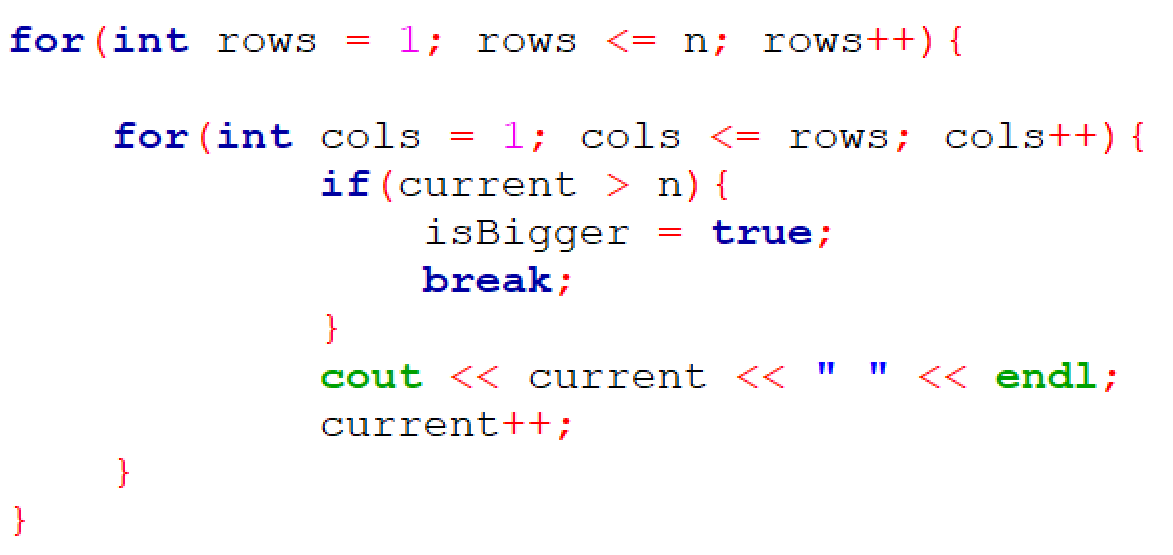 for(int rows = 1; rows <= n; rows++){
for(int cols = 1; cols <= rows; cols++){
if(current > n){
isBigger = true;
break;
}
cout << current << " " << endl;
current++;
}
}